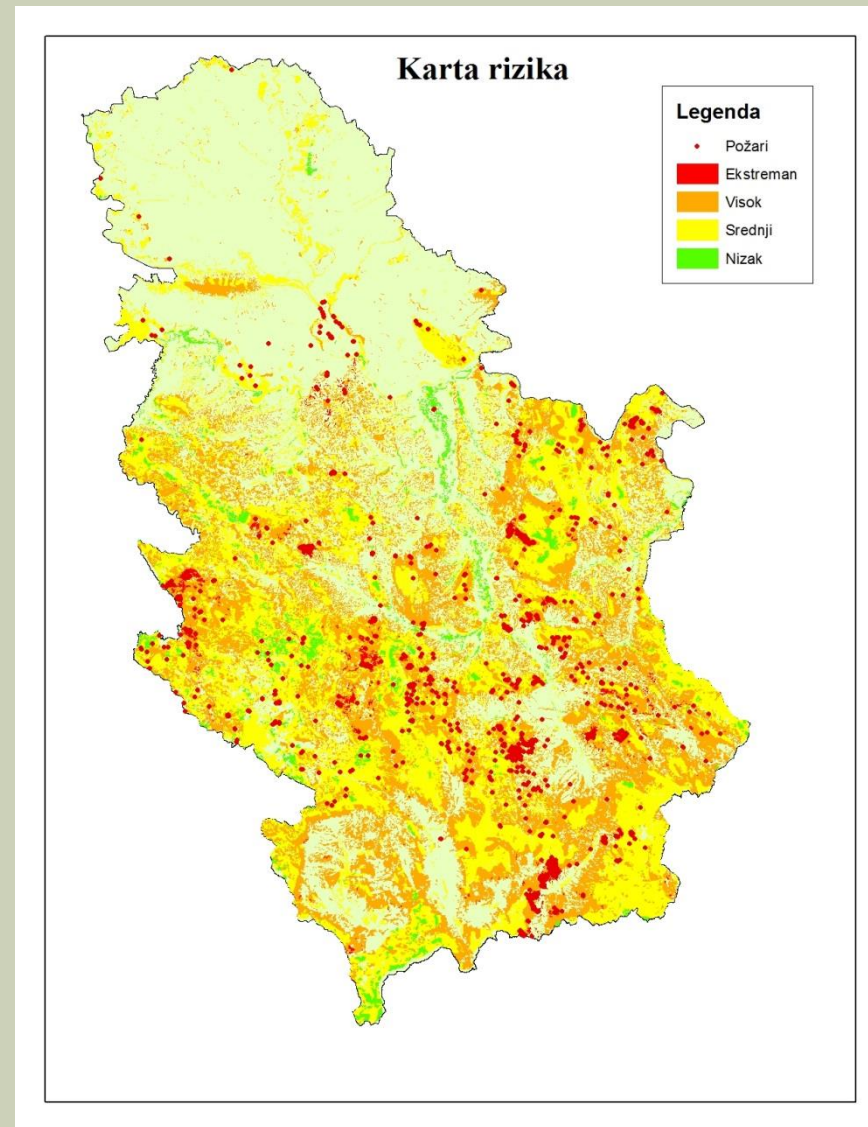 Karta rizika
Legenda
Požari
Ekstreman
Visok
Srednji
Nizak